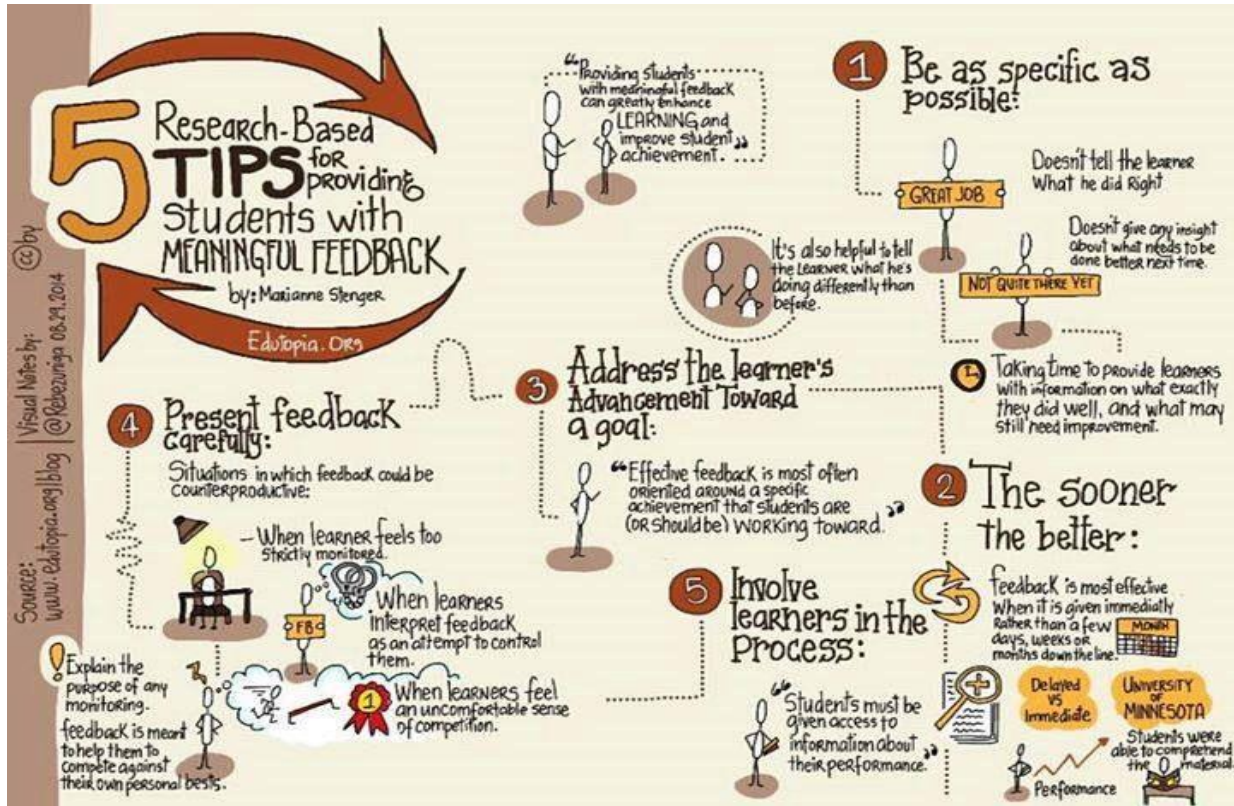 5
Research-Based
TIPS for
providing
Students with
MEANINGFUL FEEDBACK
by: Marianne Stenger
Edutopia.Org
Source:
www.edutopia.org/blog
Visual Notes by:
@Rebezuniga 08.29.2014
(cc) by
“Providing students
with meaningful feedback
can greatly enhance
LEARNING and
improve student
achievement.”
1
Be as specific as
possible:
GREAT JOB
Doesn't tell the learner
What he did Right
NOT QUITE THERE YET
Doesn't give any insight
about what needs to be
done better next time.
It's also helpful to tell
the Learner what he's
doing differently than
before.
Taking time to provide learners
with information on what exactly
they did well, and what may
still need improvement.
2
The sooner
the better:
feedback is most effective
When it is given immediatly
Rather than a few
days, weeks or
months down the line.
MONTH
Delayed
vs
Immediate
UNIVERSITY
OF
MINNESOTA
Performance
Students were
able to comprehend
the material.
3
Address the learner's
Advancement Toward
a goal:
“Effective feedback is most often
oriented around a specific
achievement that students are
(OR should be) working toward.”
4
Present feedback
carefully:
Situations in which feedback could be
counterproductive:
- When learner feels too
strictly monitored.
FB
When learners
interpret feedback
as an attempt to control
them.
1
When learners feel
an uncomfortable sense
of competition.
! Explain the
purpose of any
monitoring.
feedback is meant
to help them to
compete against
their own personal bests.
5
Involve
learners in the
Process:
“Students must be
given access to
information about
their performance.”